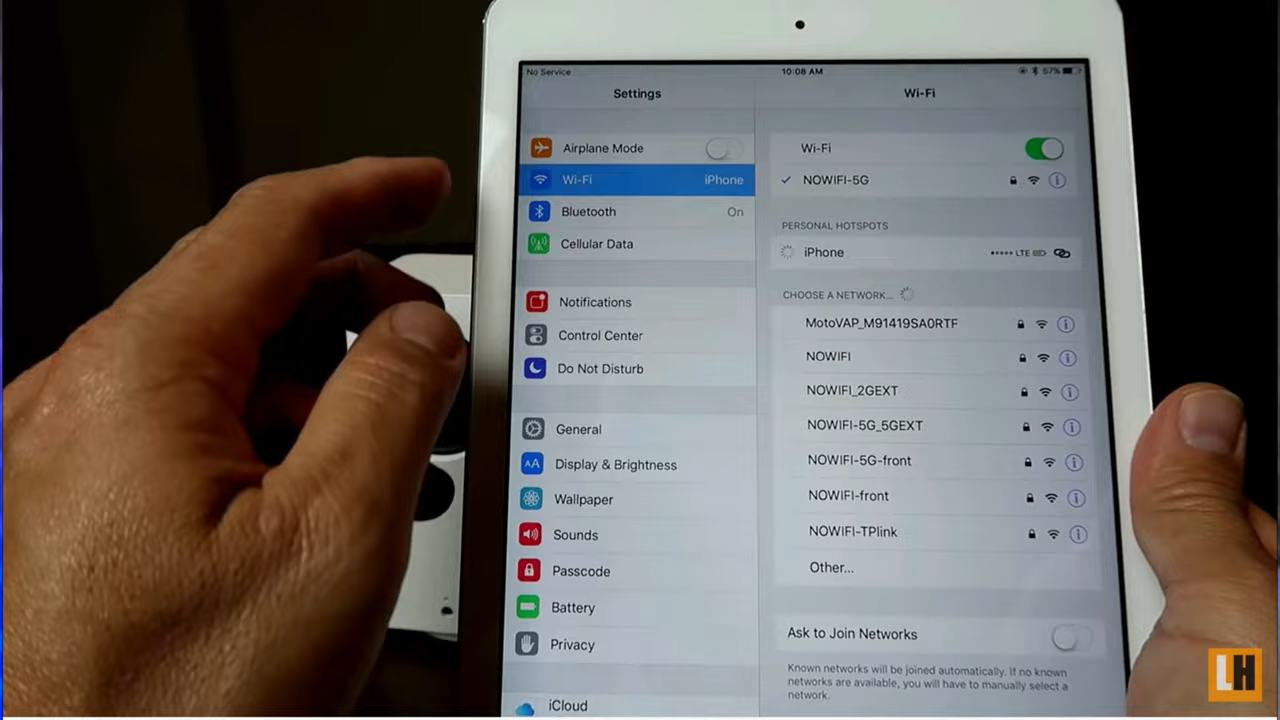 No Service 10:08 AM 57%
Settings
Wi-Fi
Airplane Mode
Wi-Fi iPhone
Bluetooth On
Cellular Data
Notifications
Control Center
Do Not Disturb
General
AA Display & Brightness
Wallpaper
Sounds
Passcode
Battery
Privacy
iCloud
Wi-Fi
NOWIFI-5G
PERSONAL HOTSPOTS
iPhone LTE
CHOOSE A NETWORK...
MotoVAP_M91419SA0RTF
NOWIFI
NOWIFI_2GEXT
NOWIFI-5G_5GEXT
NOWIFI-5G-front
NOWIFI-front
NOWIFI-TPlink
Other...
Ask to Join Networks
Known networks will be joined automatically. If no known
networks are available, you will have to manually select a
network.
LH